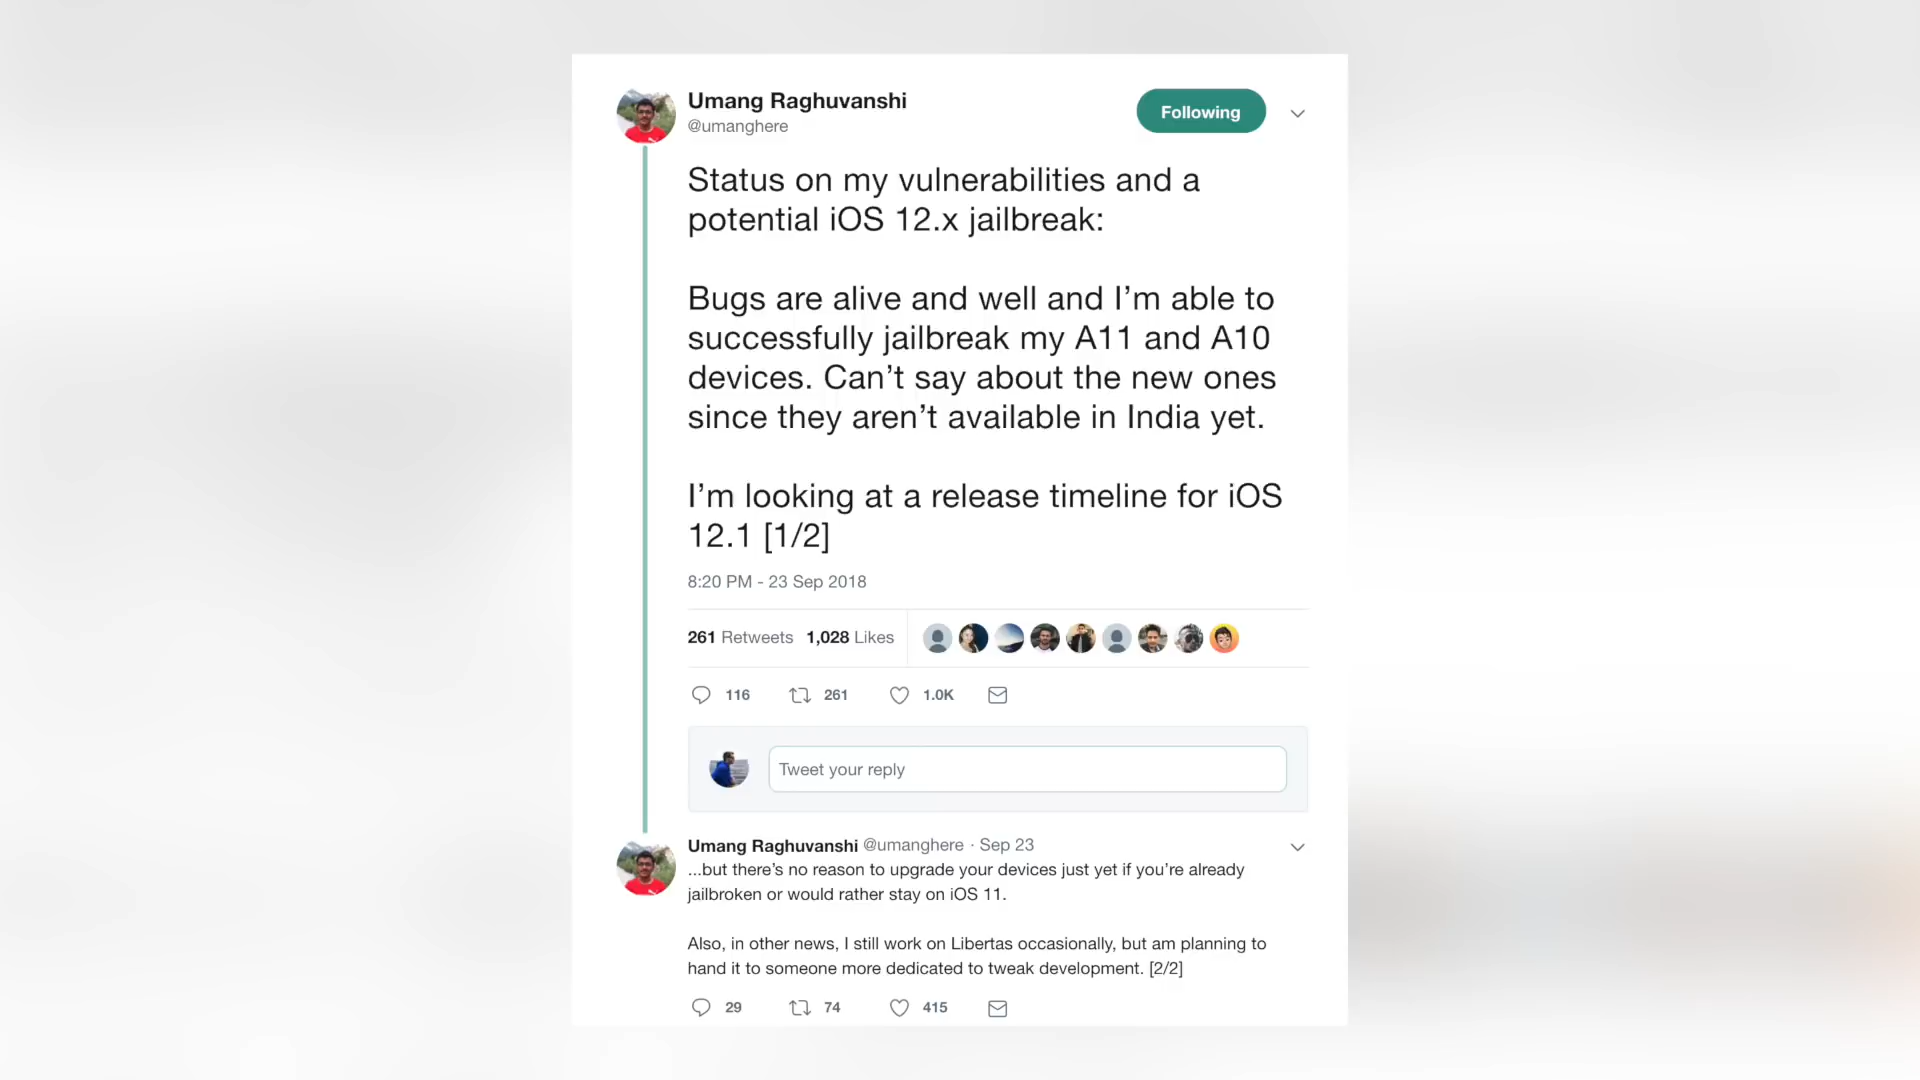 Umang Raghuvanshi
@umanghere
Following
Status on my vulnerabilities and a
potential iOS 12.x jailbreak:
Bugs are alive and well and I’m able to
successfully jailbreak my A11 and A10
devices. Can’t say about the new ones
since they aren’t available in India yet.
I’m looking at a release timeline for iOS
12.1 [1/2]
8:20 PM - 23 Sep 2018
261 Retweets 1,028 Likes
116 261 1.0K
Tweet your reply
Umang Raghuvanshi @umanghere · Sep 23
...but there’s no reason to upgrade your devices just yet if you’re already
jailbroken or would rather stay on iOS 11.
Also, in other news, I still work on Libertas occasionally, but am planning to
hand it to someone more dedicated to tweak development. [2/2]
29 74 415